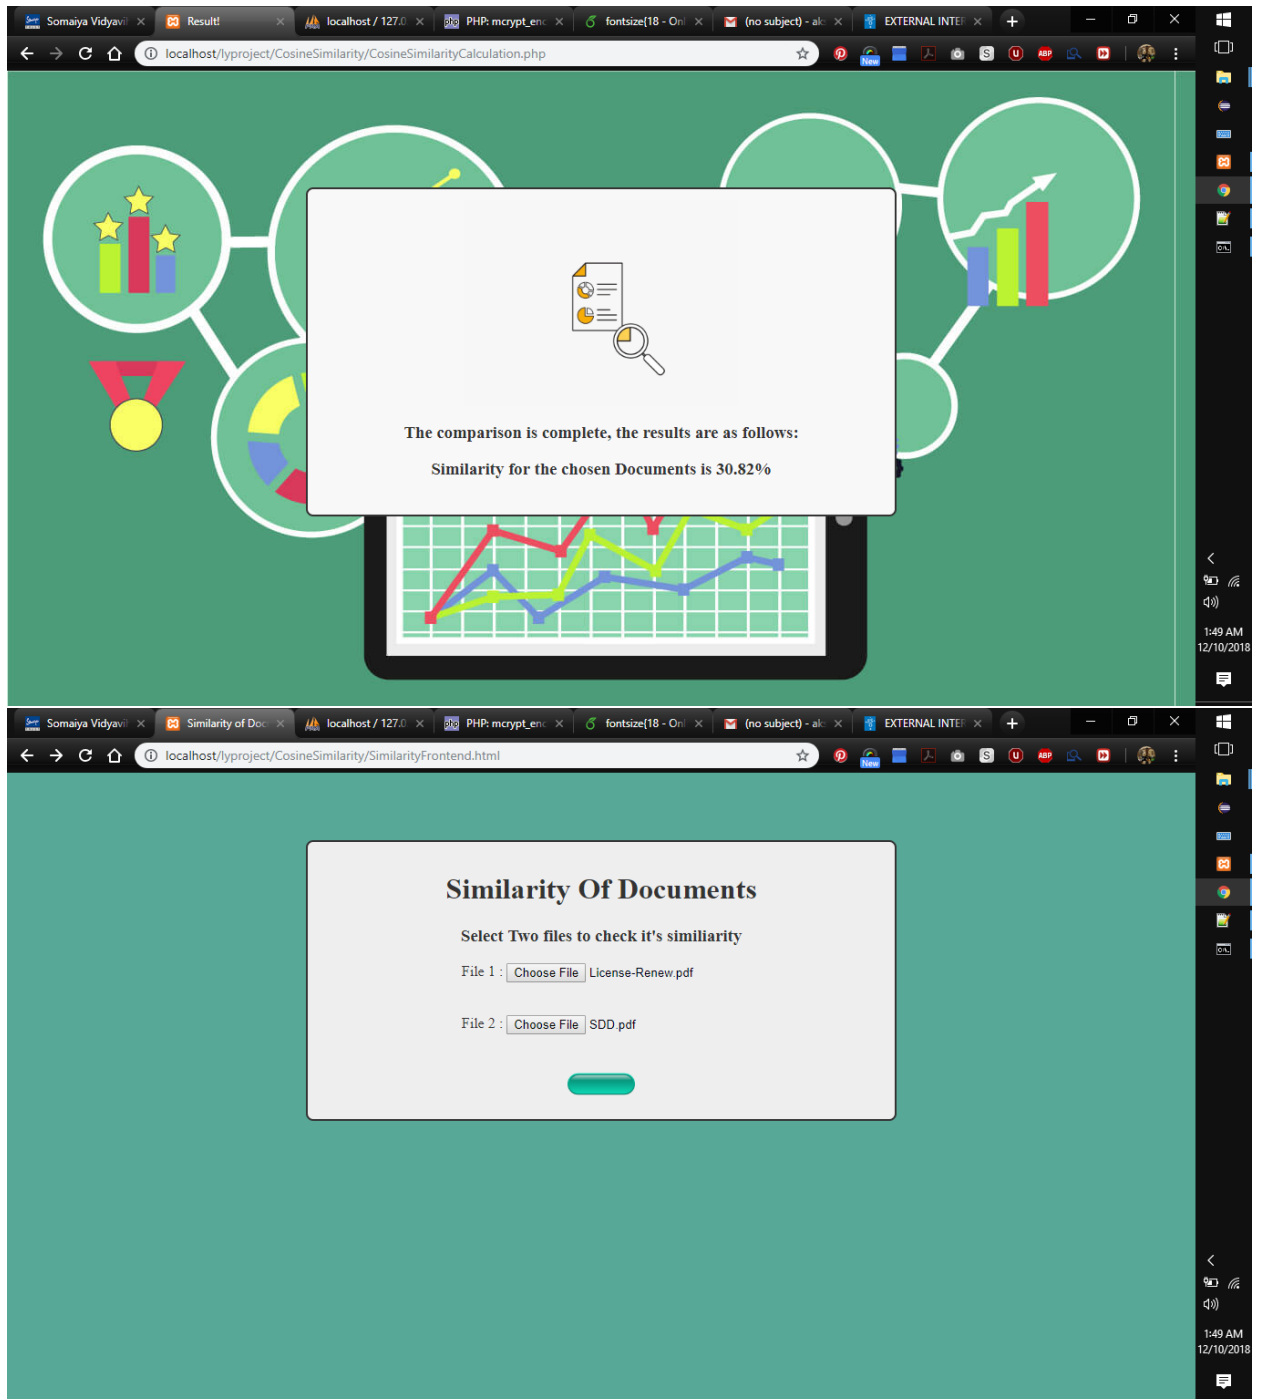 Somaiya Vidyavi
Result!
localhost / 127.0
PHP: mcrypt_enc
fontsize{18 - Onl
(no subject) - ak
EXTERNAL INTER
localhost/lyproject/CosineSimilarity/CosineSimilarityCalculation.php
New
S
ABP
The comparison is complete, the results are as follows:
Similarity for the chosen Documents is 30.82%
1:49 AM
12/10/2018
Somaiya Vidyavi
Similarity of Doc
localhost / 127.0
PHP: mcrypt_enc
fontsize{18 - Onl
(no subject) - ak
EXTERNAL INTER
localhost/lyproject/CosineSimilarity/SimilarityFrontend.html
New
S
ABP
Similarity Of Documents
Select Two files to check it's similiarity
File 1 : Choose File License-Renew.pdf
File 2 : Choose File SDD.pdf
1:49 AM
12/10/2018